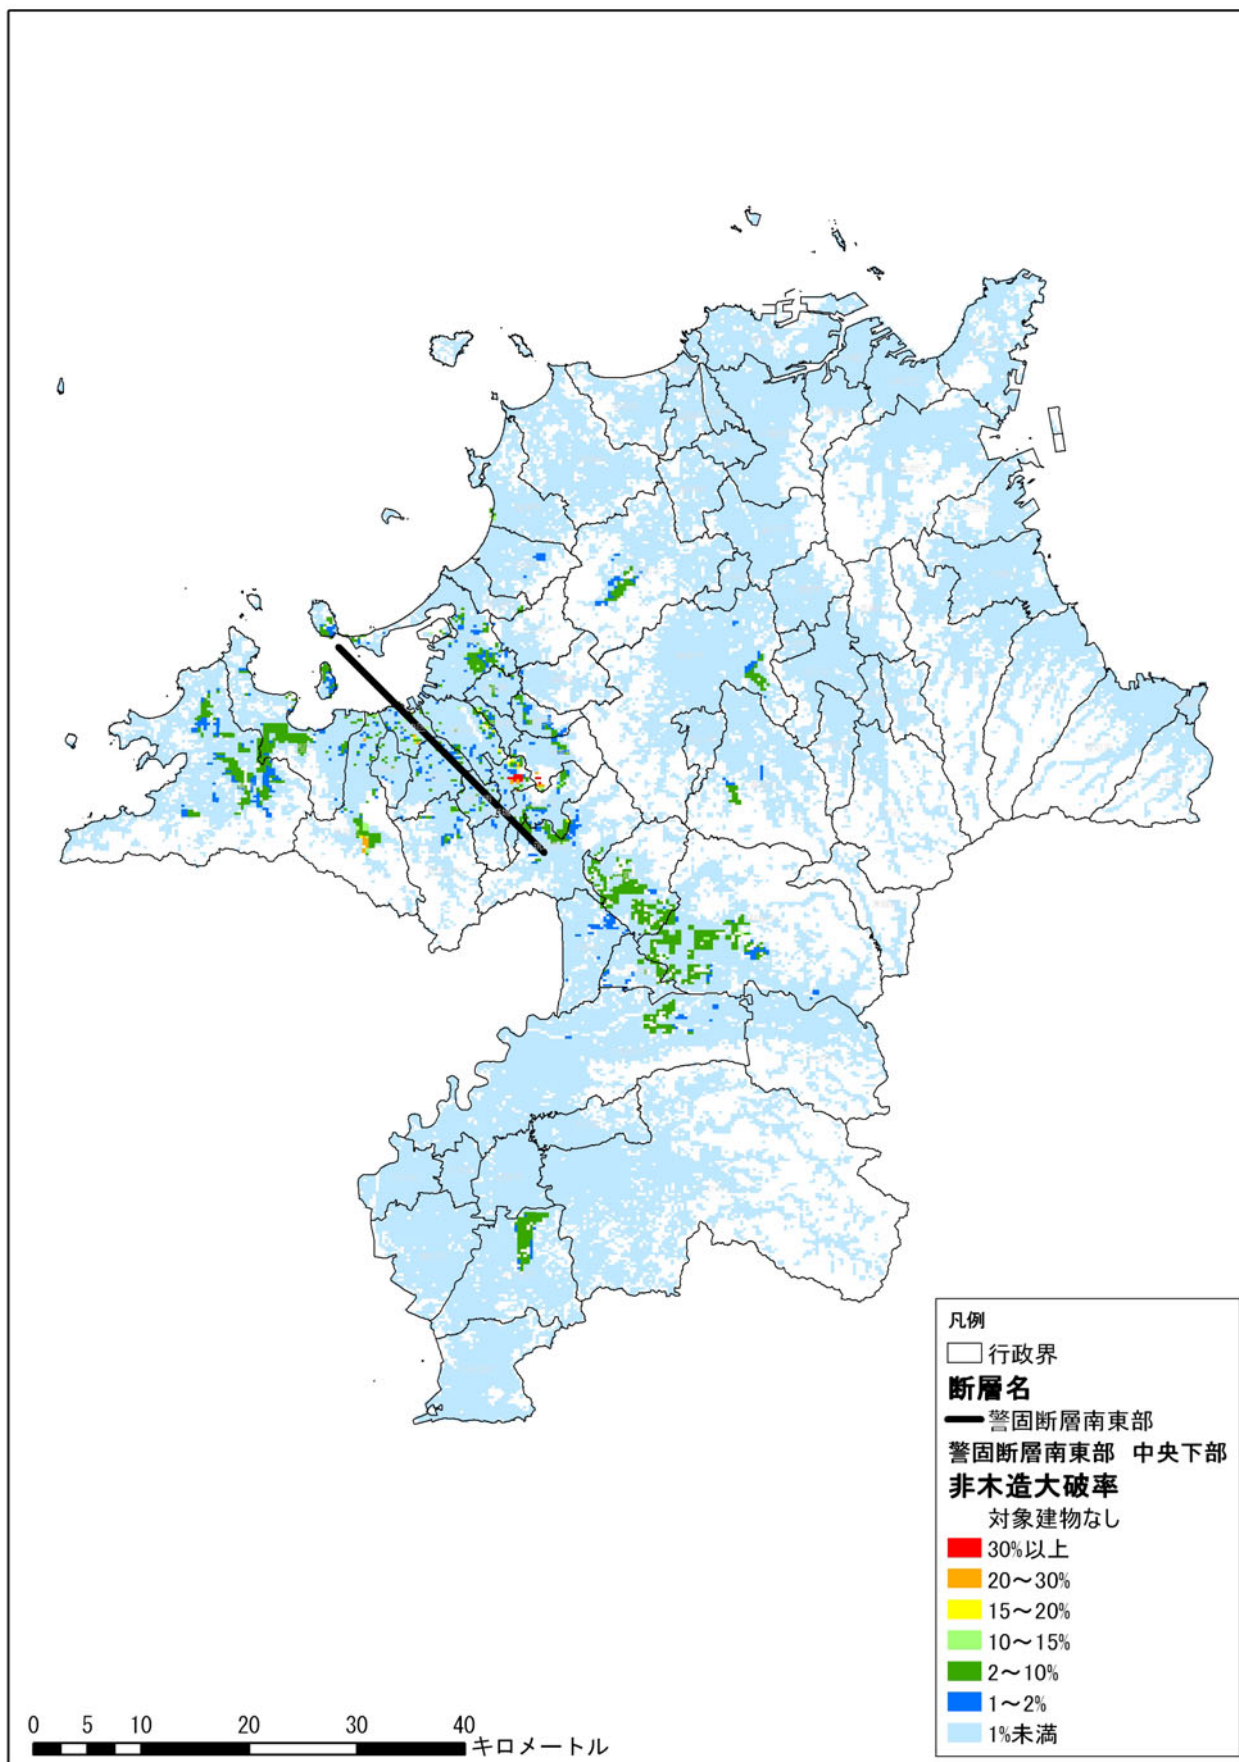 凡例
行政界
断層名
警固断層南東部
警固断層南東部 中央下部
非木造大破率
対象建物なし
30%以上
20～30%
15～20%
10～15%
2～10%
1～2%
1%未満
0 5 10 20 30 40
キロメートル